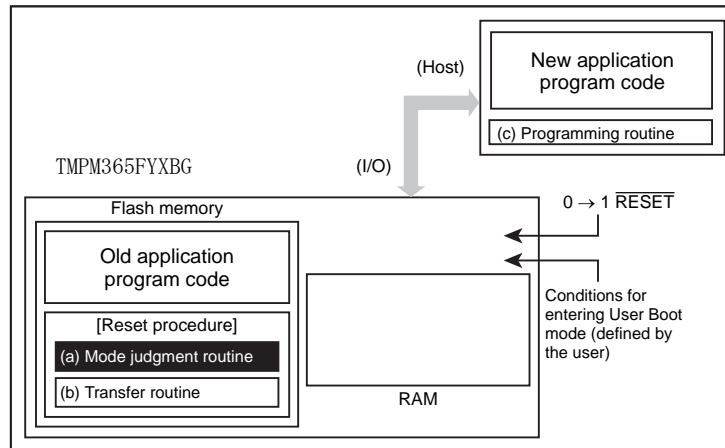 (Host)
New application
program code
(c) Programming routine
(I/O)
TMPM365FYXBG
Flash memory
0 → 1 RESET
Old application
program code
[Reset procedure]
(a) Mode judgment routine
(b) Transfer routine
RAM
Conditions for
entering User Boot
mode (defined by
the user)